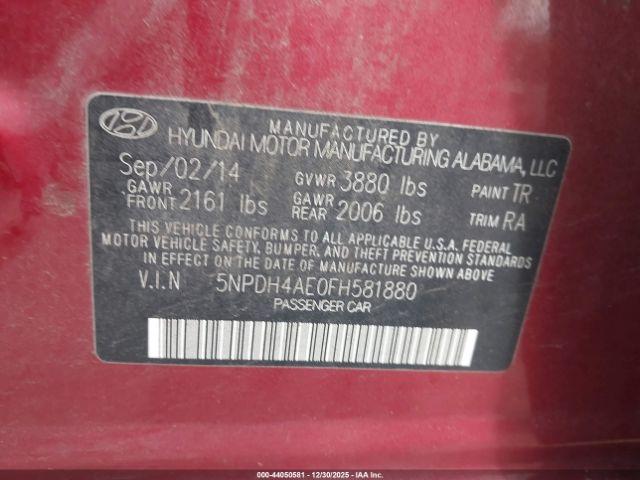 MANUFACTURED BY
HYUNDAI MOTOR MANUFACTURING ALABAMA, LLC
Sep/02/14 GVWR 3880 lbs PAINT TR
GAWR FRONT 2161 lbs GAWR REAR 2006 lbs TRIM RA
THIS VEHICLE CONFORMS TO ALL APPLICABLE U.S.A. FEDERAL
MOTOR VEHICLE SAFETY, BUMPER, AND THEFT PREVENTION STANDARDS
IN EFFECT ON THE DATE OF MANUFACTURE SHOWN ABOVE.
V.I.N 5NPDH4AE0FH581880
PASSENGER CAR
000-44050581 - 12/30/2025 - COPART.COM